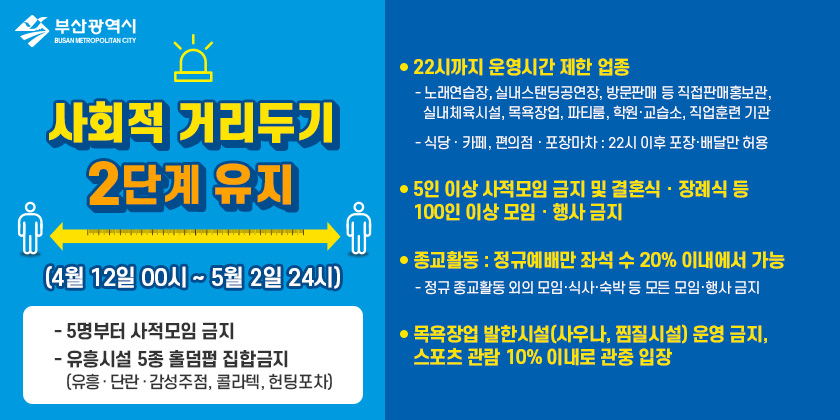 부산광역시
BUSAN METROPOLITAN CITY
사회적 거리두기
2단계 유지
(4월 12일 00시 ~ 5월 2일 24시)
- 5명부터 사적모임 금지
- 유흥시설 5종 홀덤펍 집합금지
(유흥·단란·감성주점, 콜라텍, 헌팅포차)
• 22시까지 운영시간 제한 업종
- 노래연습장, 실내스탠딩공연장, 방문판매 등 직접판매홍보관,
실내체육시설, 목욕장업, 파티룸, 학원·교습소, 직업훈련 기관
- 식당·카페, 편의점·포장마차 : 22시 이후 포장·배달만 허용
• 5인 이상 사적모임 금지 및 결혼식·장례식 등
100인 이상 모임·행사 금지
• 종교활동 : 정규예배만 좌석 수 20% 이내에서 가능
- 정규 종교활동 외의 모임·식사·숙박 등 모든 모임·행사 금지
• 목욕장업 발한시설(사우나, 찜질시설) 운영 금지,
스포츠 관람 10% 이내로 관중 입장